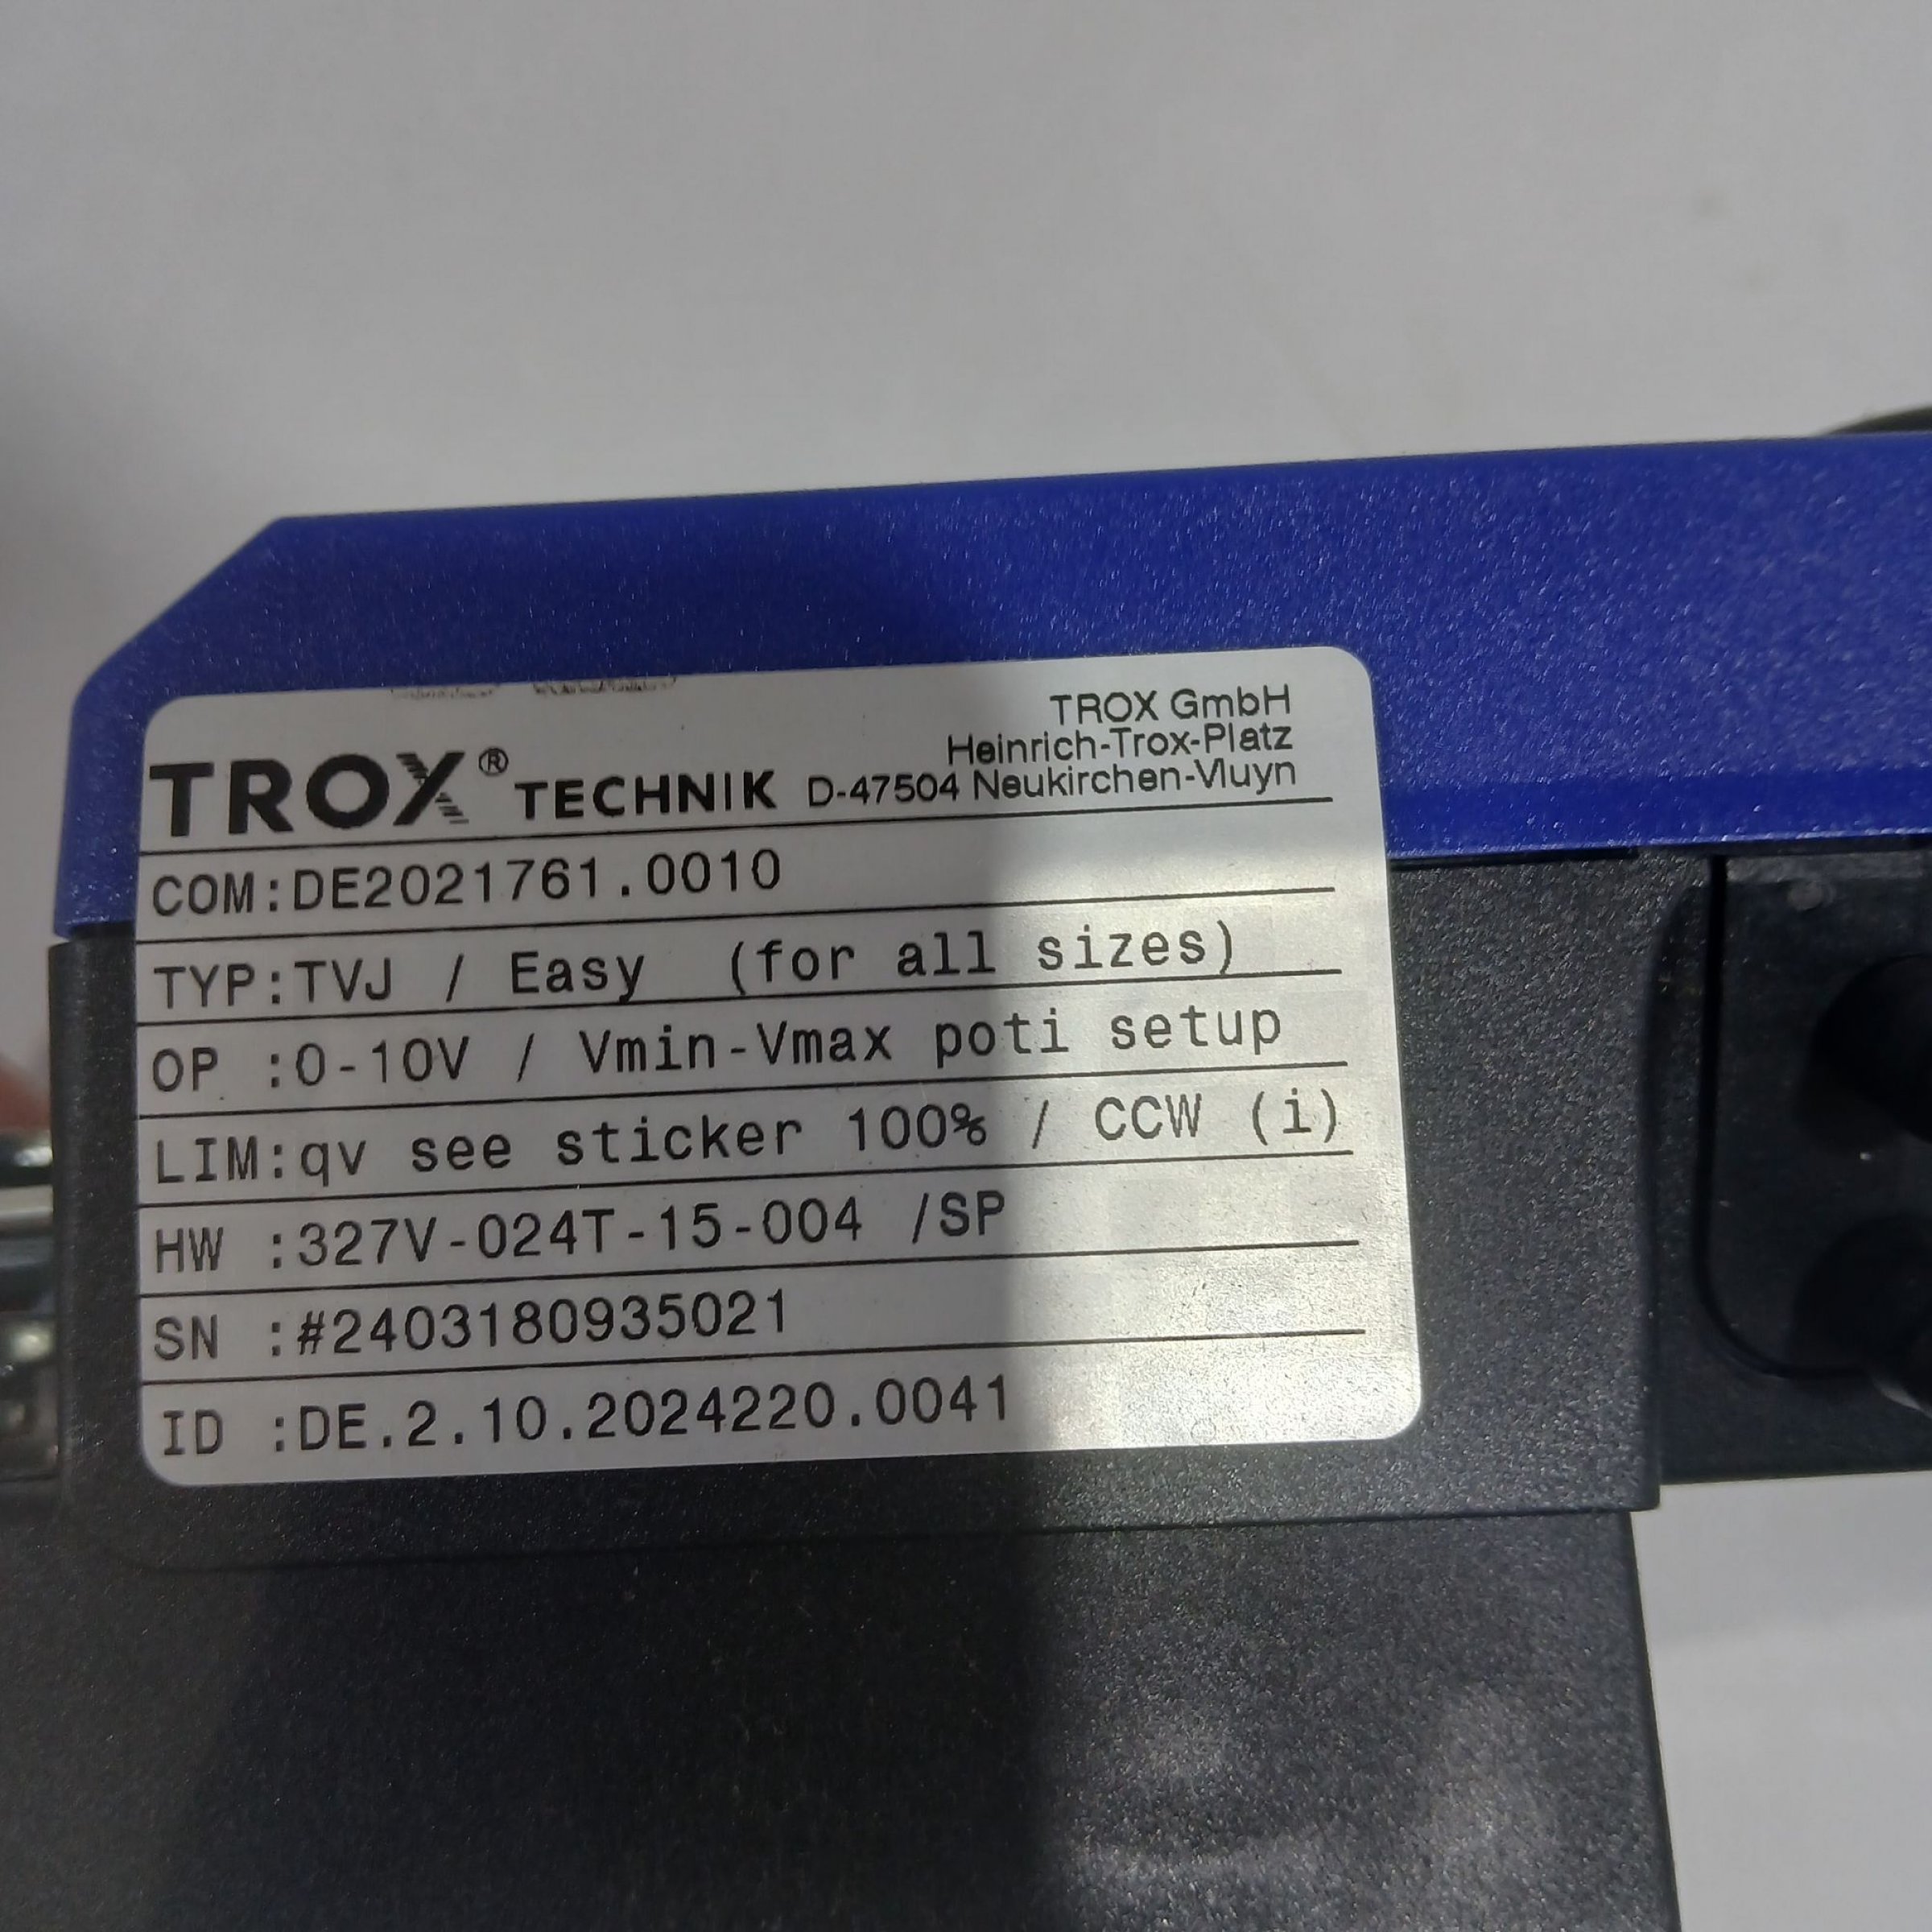 TROX GmbH
Heinrich-Trox-Platz
TROX® TECHNIK D-47504 Neukirchen-Vluyn
COM:DE2021761.0010
TYP:TVJ / Easy (for all sizes)
OP :0-10V / Vmin-Vmax poti setup
LIM:qv see sticker 100% / CCW (i)
HW :327V-024T-15-004 /SP
SN :#2403180935021
ID :DE.2.10.2024220.0041